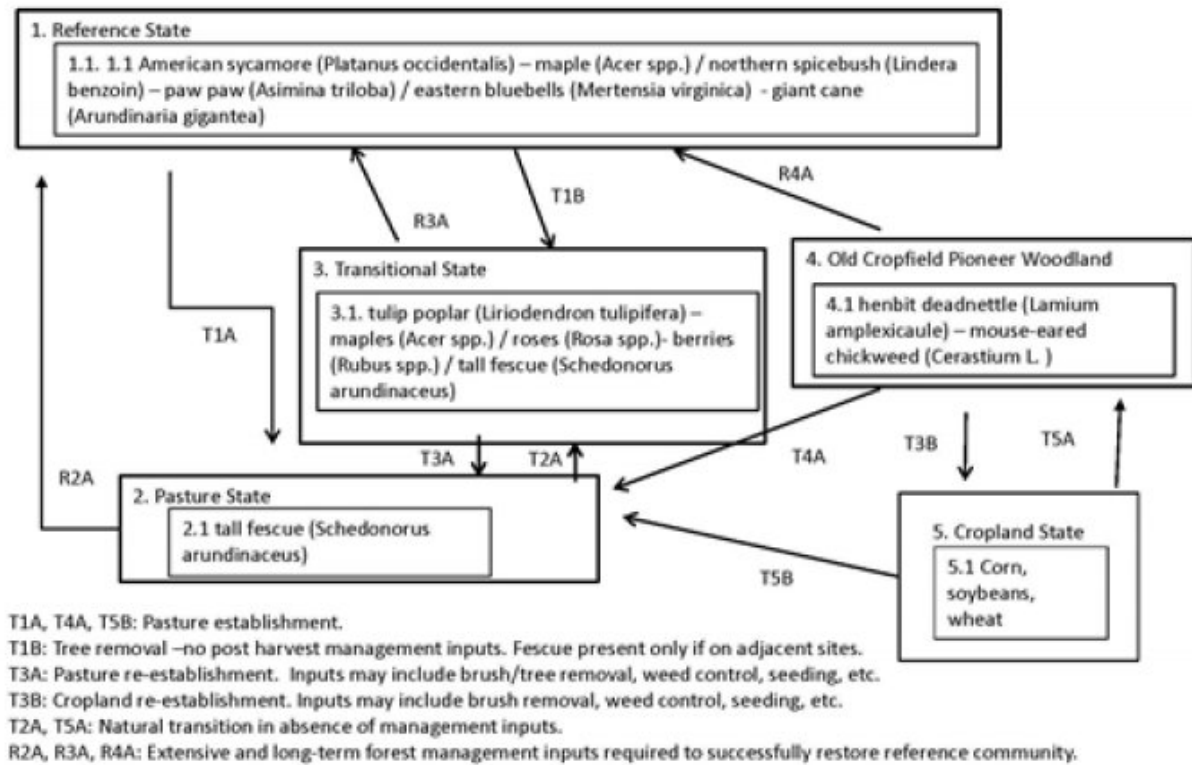 1. Reference State
1.1. 1.1 American sycamore (Platanus occidentalis) – maple (Acer spp.) / northern spicebush (Lindera
benzoin) – paw paw (Asimina triloba) / eastern bluebells (Mertensia virginica)  - giant cane
(Arundinaria gigantea)
R4A
T1B
R3A
3. Transitional State
4. Old Cropfield Pioneer Woodland
3.1. tulip poplar (Liriodendron tulipifera) –
maples (Acer spp.) / roses (Rosa spp.)- berries
(Rubus spp.) / tall fescue (Schedonorus
arundinaceus)
4.1 henbit deadnettle (Lamium
amplexicaule) – mouse-eared
chickweed (Cerastium L. )
T1A
T3A
T2A
T4A
T3B
T5A
R2A
2. Pasture State
2.1 tall fescue (Schedonorus
arundinaceus)
5. Cropland State
5.1 Corn,
soybeans,
wheat
T5B
T1A, T4A, T5B: Pasture establishment.
T1B: Tree removal –no post harvest management inputs. Fescue present only if on adjacent sites.
T3A: Pasture re-establishment.  Inputs may include brush/tree removal, weed control, seeding, etc.
T3B: Cropland re-establishment. Inputs may include brush removal, weed control, seeding, etc.
T2A, T5A: Natural transition in absence of management inputs.
R2A, R3A, R4A: Extensive and long-term forest management inputs required to successfully restore reference community.